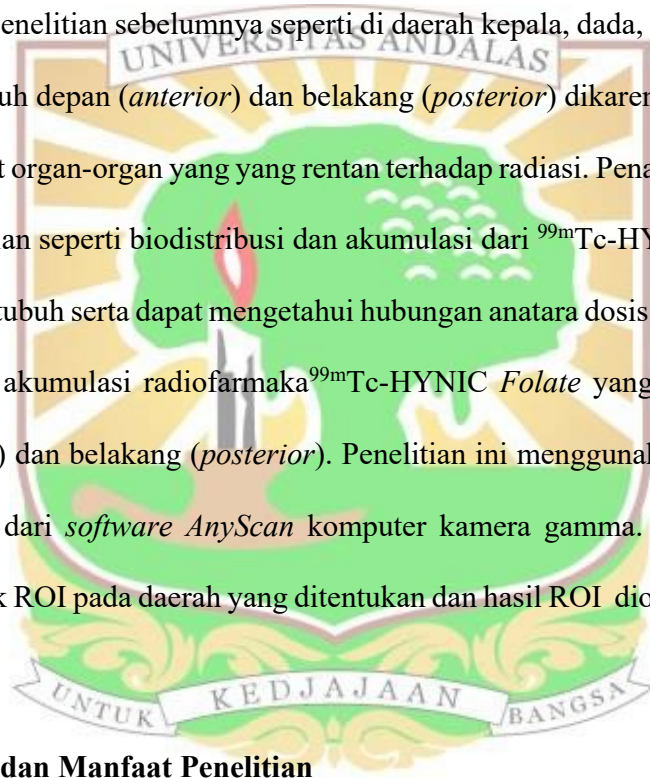 enelitian sebelumnya seperti di daerah kepala, dada,
UNIVERSITAS ANDALAS
uh depan (anterior) dan belakang (posterior) dikaren
t organ-organ yang yang rentan terhadap radiasi. Pena
an seperti biodistribusi dan akumulasi dari ⁹⁹ᵐTc-HY
tubuh serta dapat mengetahui hubungan anatara dosis
akumulasi radiofarmaka⁹⁹ᵐTc-HYNIC Folate yang
) dan belakang (posterior). Penelitian ini menggunal
dari software AnyScan komputer kamera gamma.
k ROI pada daerah yang ditentukan dan hasil ROI dio
UNTUK KEDJAJAAN BANGSA
dan Manfaat Penelitian